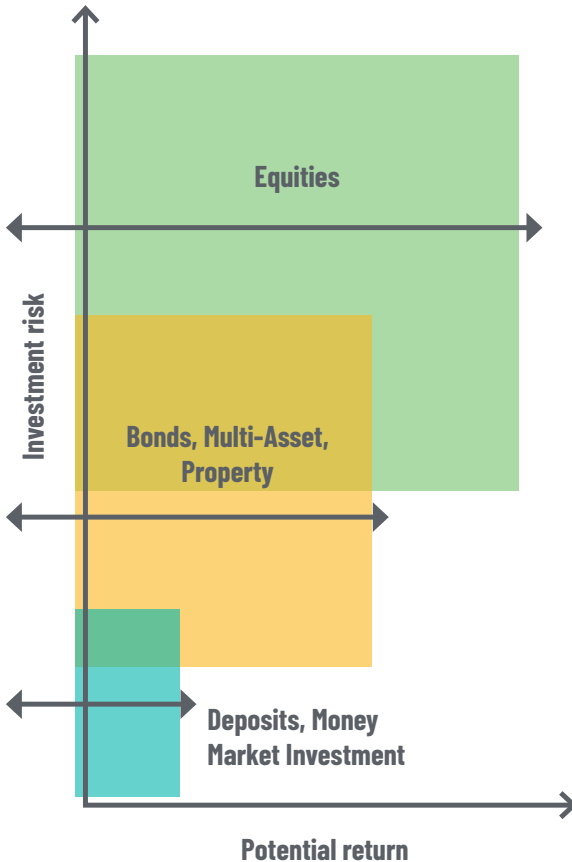 Equities
Investment risk
Bonds, Multi-Asset,
Property
Deposits, Money
Market Investment
Potential return